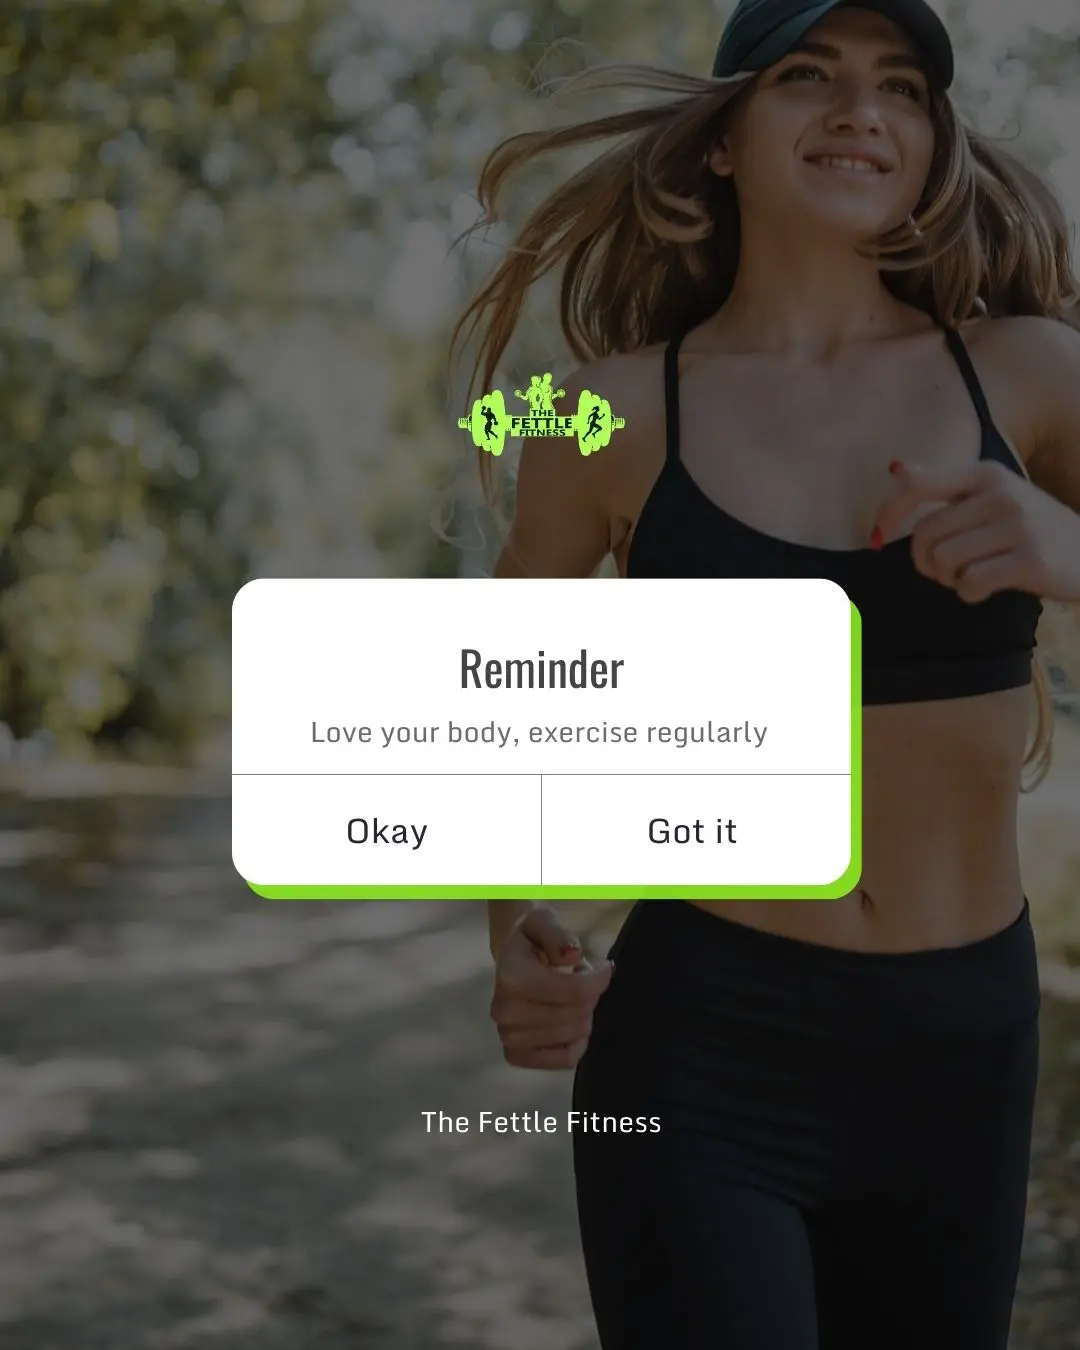 THE
FETTLE
FITNESS
Reminder
Love your body, exercise regularly
Okay
Got it
The Fettle Fitness